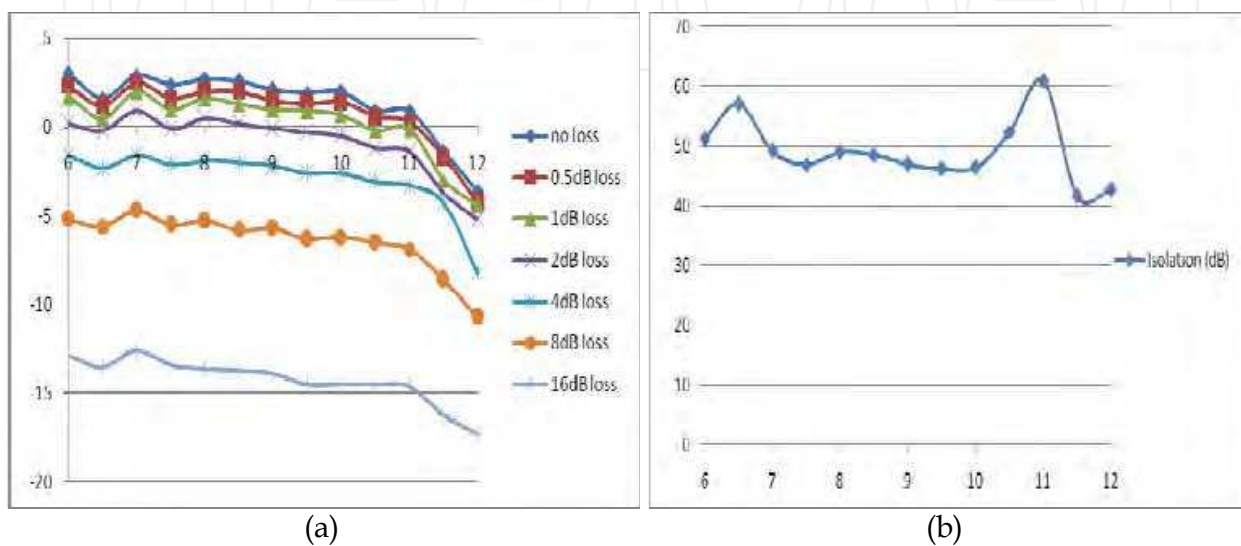 5
0
-5
-10
-15
-20
6 7 8 9 10 11 12
no loss
0.5dB loss
1dB loss
2dB loss
4dB loss
8dB loss
16dB loss
(a)
70
60
50
40
30
20
10
0
6 7 8 9 10 11 12
Isolation (dB)
(b)